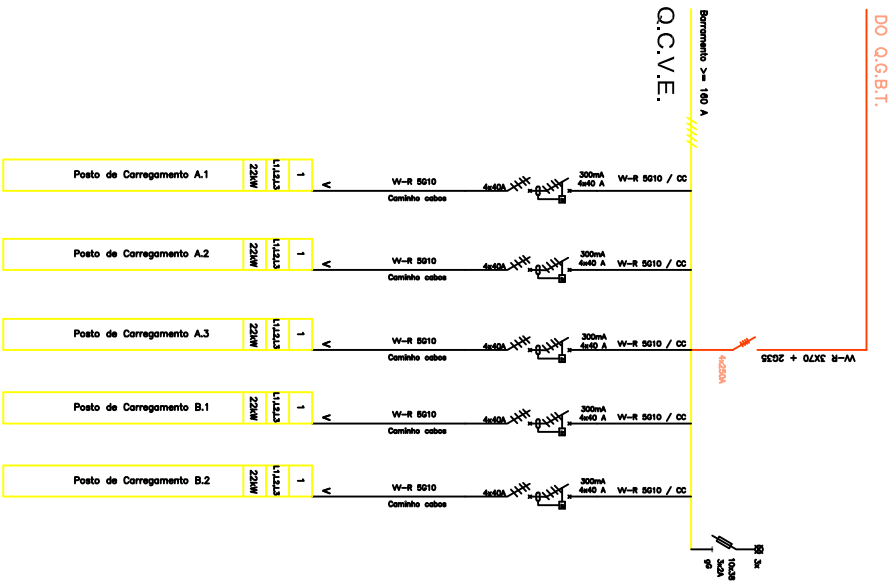 DO Q.G.B.T.
Barramento >= 160 A
Q.C.V.E.
Posto de Carregamento A.1
22kW
L1,L2,L3
1
W-R 5G10
Caminho cabos
4x40A
300mA
4x40 A
W-R 5G10 / CC
Posto de Carregamento A.2
22kW
L1,L2,L3
1
W-R 5G10
Caminho cabos
4x40A
300mA
4x40 A
W-R 5G10 / CC
Posto de Carregamento A.3
22kW
L1,L2,L3
1
W-R 5G10
Caminho cabos
4x40A
300mA
4x40 A
W-R 5G10 / CC
4x250A
W-R 3X70 + 2G35
Posto de Carregamento B.1
22kW
L1,L2,L3
1
W-R 5G10
Caminho cabos
4x40A
300mA
4x40 A
W-R 5G10 / CC
Posto de Carregamento B.2
22kW
L1,L2,L3
1
W-R 5G10
Caminho cabos
4x40A
300mA
4x40 A
W-R 5G10 / CC
3x
10x38
3x2A
gG